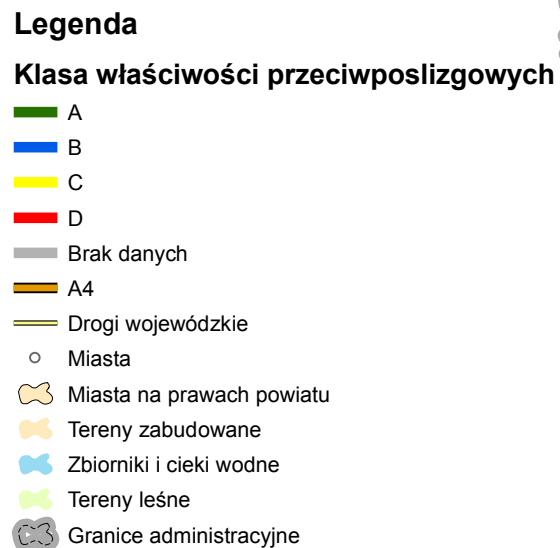 Legenda
Klasa właściwości przeciwposlizgowych
A
B
C
D
Brak danych
A4
Drogi wojewódzkie
Miasta
Miasta na prawach powiatu
Tereny zabudowane
Zbiorniki i cieki wodne
Tereny leśne
Granice administracyjne